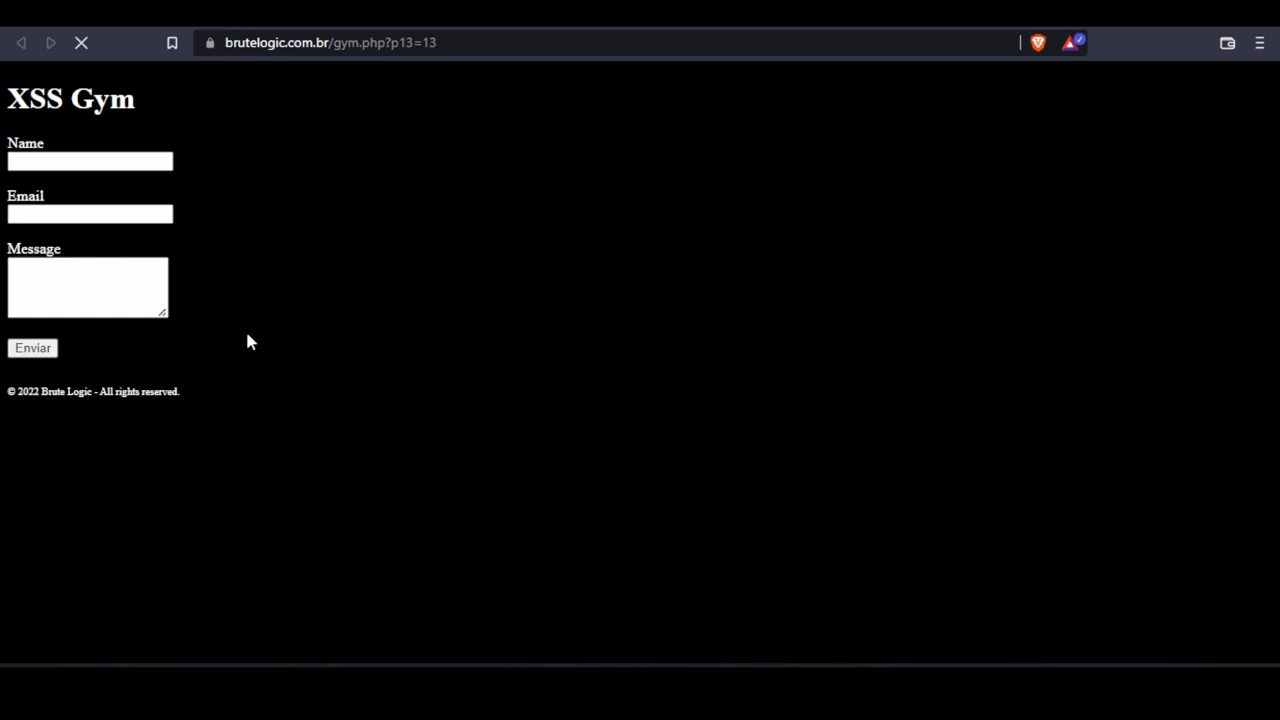 brutelogic.com.br/gym.php?p13=13
XSS Gym
Name
Email
Message
Enviar
© 2022 Brute Logic - All rights reserved.